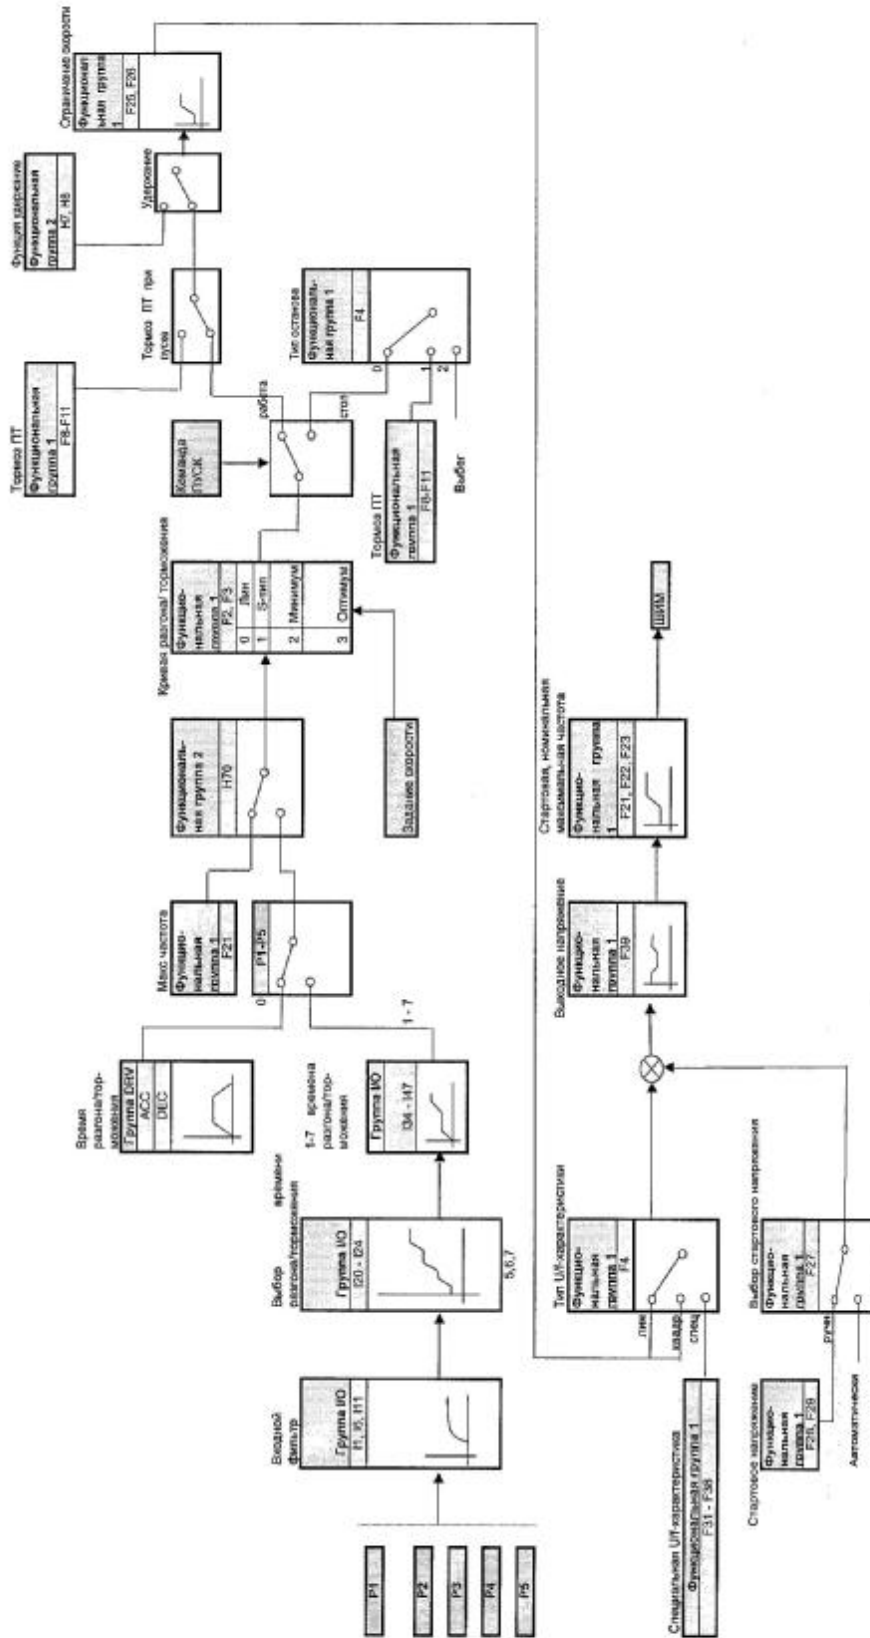 P1
P2
P3
P4
P5
Входной
фильтр
Группа I/O
I1, I6, I11
Выбор времени
разгона/торможения
Группа I/O
I20 - I24
5,6,7
Время
разгона/тор-
можения
Группа DRV
ACC
DEC
1-7 времена
разгона/тор-
можения
Группа I/O
I34 - I47
0
1 - 7
P1-P5
Макс частота
Функцио-
нальная
группа 1
F21
Функциональ-
ная группа 2
H70
Кривая разгона/ торможения
Функцио-
нальная
группа 1
F2, F3
0 Лин
1 S-тип
2 Минимум
3 Оптимум
Задание скорости
Команда
ПУСК
работа
стоп
Тормоз ПТ
Функциональная
группа 1
F8-F11
Тормоз ПТ при
пуске
Тип останова
Функциональ-
ная группа 1
F4
0
1
2
Тормоз ПТ
Функциональная
группа 1
F8-F11
Выбег
Функция удержание
Функциональная
группа 2
H7, H8
Удержание
Ограничение скорости
Функционал
ьная группа
1
F25, F26
Специальная U/f-характеристика
Функциональная группа 1
F31 - F38
Тип U/f-характеристики
Функцио-
нальная
группа 1
F4
лин
квадр
спец
Стартовое напряжение
Функцио-
нальная
группа 1
F28, F29
Автоматически
Выбор стартового напряжения
Функцио-
нальная
группа 1
F27
ручн
Выходное напряжение
Функцио-
нальная
группа 1
F39
Стартовая, номинальная
максимальная частота
Функцио-
нальная группа
1
F21, F22, F23
ШИМ